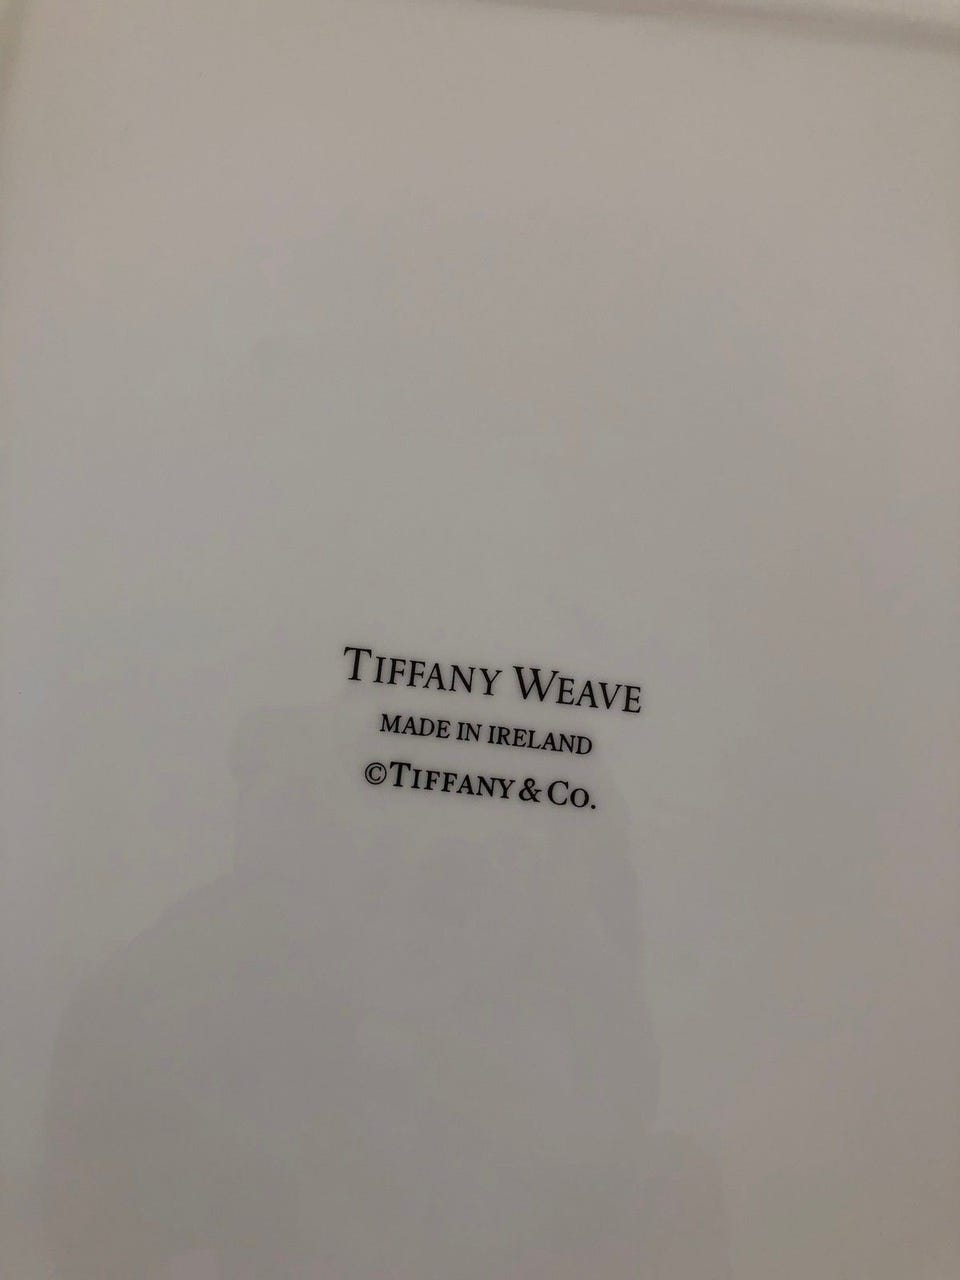 TIFFANY WEAVE
MADE IN IRELAND
©TIFFANY & CO.